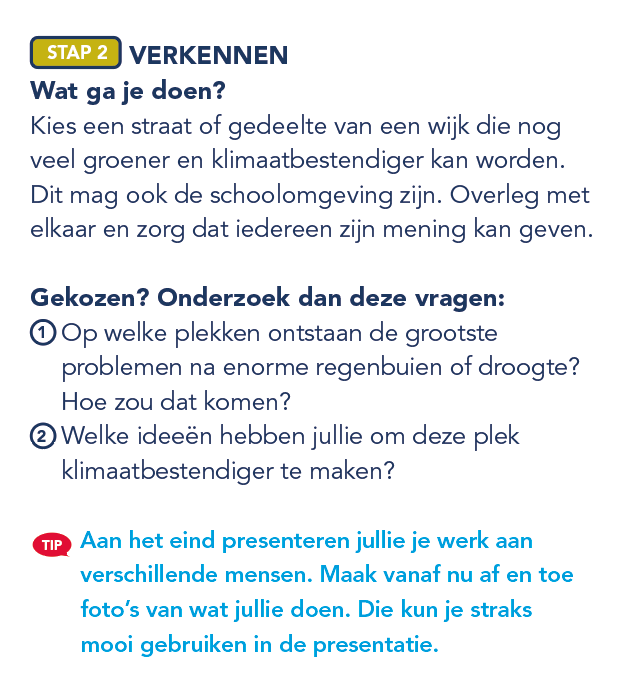 STAP 2 VERKENNEN
Wat ga je doen?
Kies een straat of gedeelte van een wijk die nog
veel groener en klimaatbestendiger kan worden.
Dit mag ook de schoolomgeving zijn. Overleg met
elkaar en zorg dat iedereen zijn mening kan geven.
Gekozen? Onderzoek dan deze vragen:
1 Op welke plekken ontstaan de grootste
problemen na enorme regenbuien of droogte?
Hoe zou dat komen?
2 Welke ideeën hebben jullie om deze plek
klimaatbestendiger te maken?
TIP Aan het eind presenteren jullie je werk aan
verschillende mensen. Maak vanaf nu af en toe
foto’s van wat jullie doen. Die kun je straks
mooi gebruiken in de presentatie.